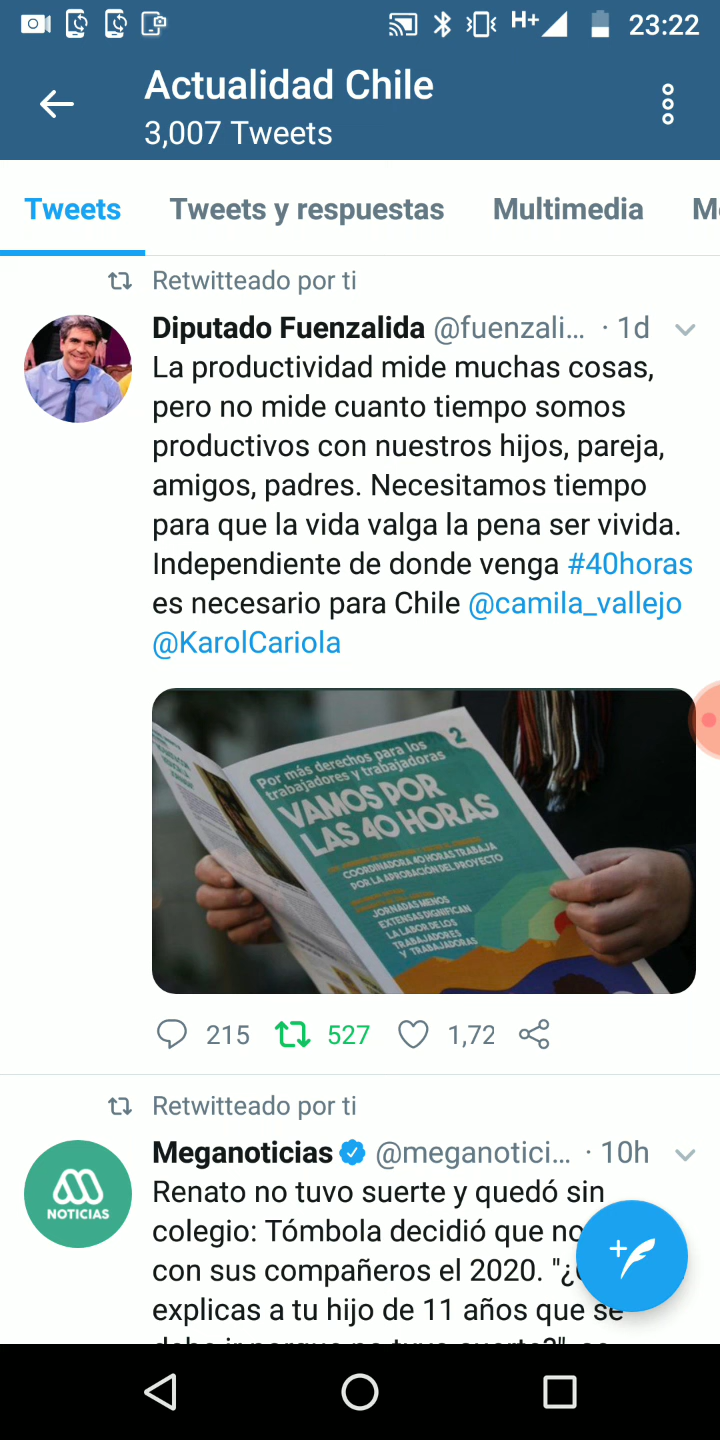 H+ 23:22
Actualidad Chile
3,007 Tweets
Tweets Tweets y respuestas Multimedia M
Retwitteado por ti
Diputado Fuenzalida @fuenzali... · 1d
La productividad mide muchas cosas,
pero no mide cuanto tiempo somos
productivos con nuestros hijos, pareja,
amigos, padres. Necesitamos tiempo
para que la vida valga la pena ser vivida.
Independiente de donde venga #40horas
es necesario para Chile @camila_vallejo
@KarolCariola
2
Por más derechos para los
trabajadores y trabajadoras
VAMOS POR
LAS 40 HORAS
COORDINADORA 40 HORAS TRABAJA
POR LA APROBACIÓN DEL PROYECTO
JORNADAS MENOS
EXTENSAS DIGNIFICAN
LA LABOR DE LOS
TRABAJADORES
Y TRABAJADORAS
215 527 1,72
Retwitteado por ti
Meganoticias @meganotici... · 10h
NOTICIAS
Renato no tuvo suerte y quedó sin
colegio: Tómbola decidió que no
con sus compañeros el 2020. "¿
explicas a tu hijo de 11 años que se